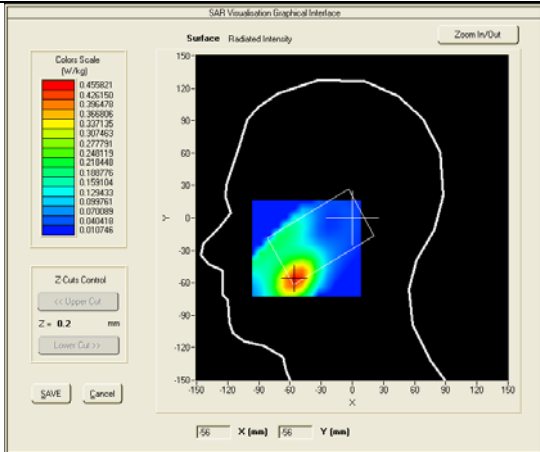 SAR Visualisation Graphical Interface
Surface Radiated Intensity
Zoom In/Out
Colors Scale
(W/kg)
0.455821
0.426150
0.396478
0.366806
0.337135
0.307463
0.277791
0.248119
0.218448
0.188776
0.159104
0.129433
0.099761
0.070089
0.040418
0.010746
150
120
90
60
30
0
-30
-60
-90
-120
-150
Y
-150 -120 -90 -60 -30 0 30 60 90 120 150
X
Z-Cuts Control
<< Upper Cut
Z = 0.2 mm
Lower Cut >>
SAVE Cancel
-56 X (mm) -56 Y (mm)